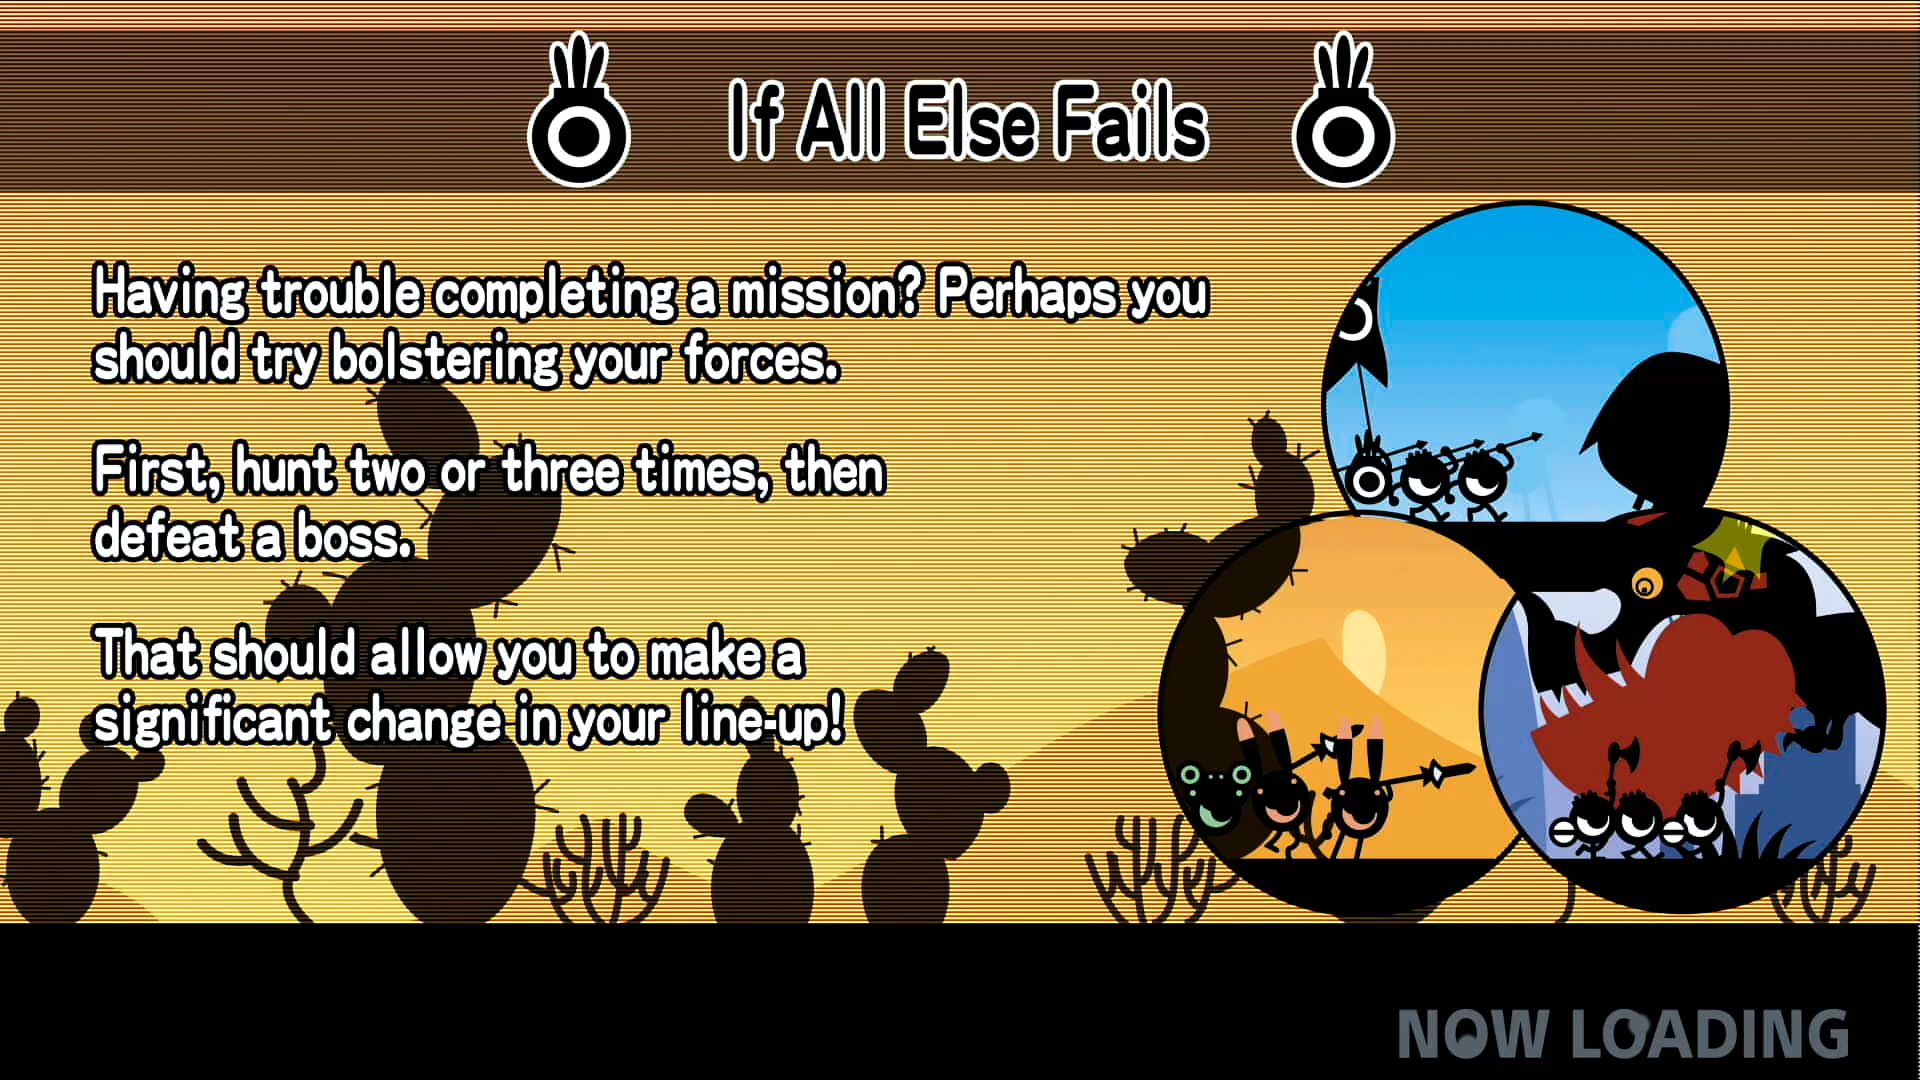 If All Else Fails
Having trouble completing a mission? Perhaps you
should try bolstering your forces.
First, hunt two or three times, then
defeat a boss.
That should allow you to make a
significant change in your line-up!
NOW LOADING